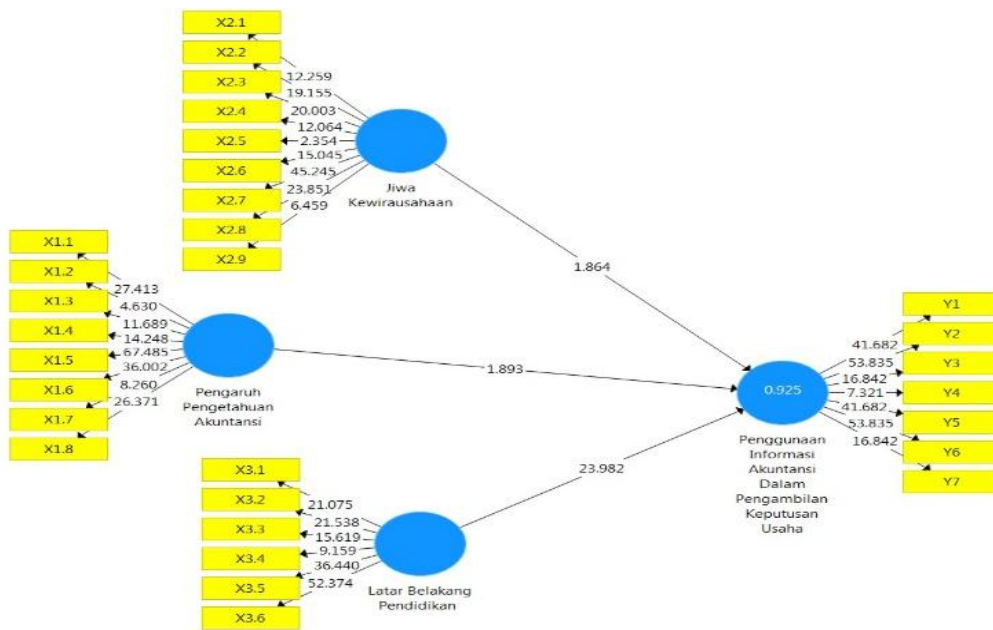 X2.1
X2.2
X2.3
X2.4
X2.5
X2.6
X2.7
X2.8
X2.9
12.259
19.155
20.003
12.064
2.354
15.045
45.245
23.851
6.459
Jiwa
Kewirausahaan
1.864
X1.1
X1.2
X1.3
X1.4
X1.5
X1.6
X1.7
X1.8
27.413
4.630
11.689
14.248
67.485
36.002
8.260
26.371
Pengaruh
Pengetahuan
Akuntansi
1.893
X3.1
X3.2
X3.3
X3.4
X3.5
X3.6
21.075
21.538
15.619
9.159
36.440
52.374
Latar Belakang
Pendidikan
23.982
0.925
Penggunaan
Informasi
Akuntansi
Dalam
Pengambilan
Keputusan
Usaha
41.682
53.835
16.842
7.321
41.682
53.835
16.842
Y1
Y2
Y3
Y4
Y5
Y6
Y7